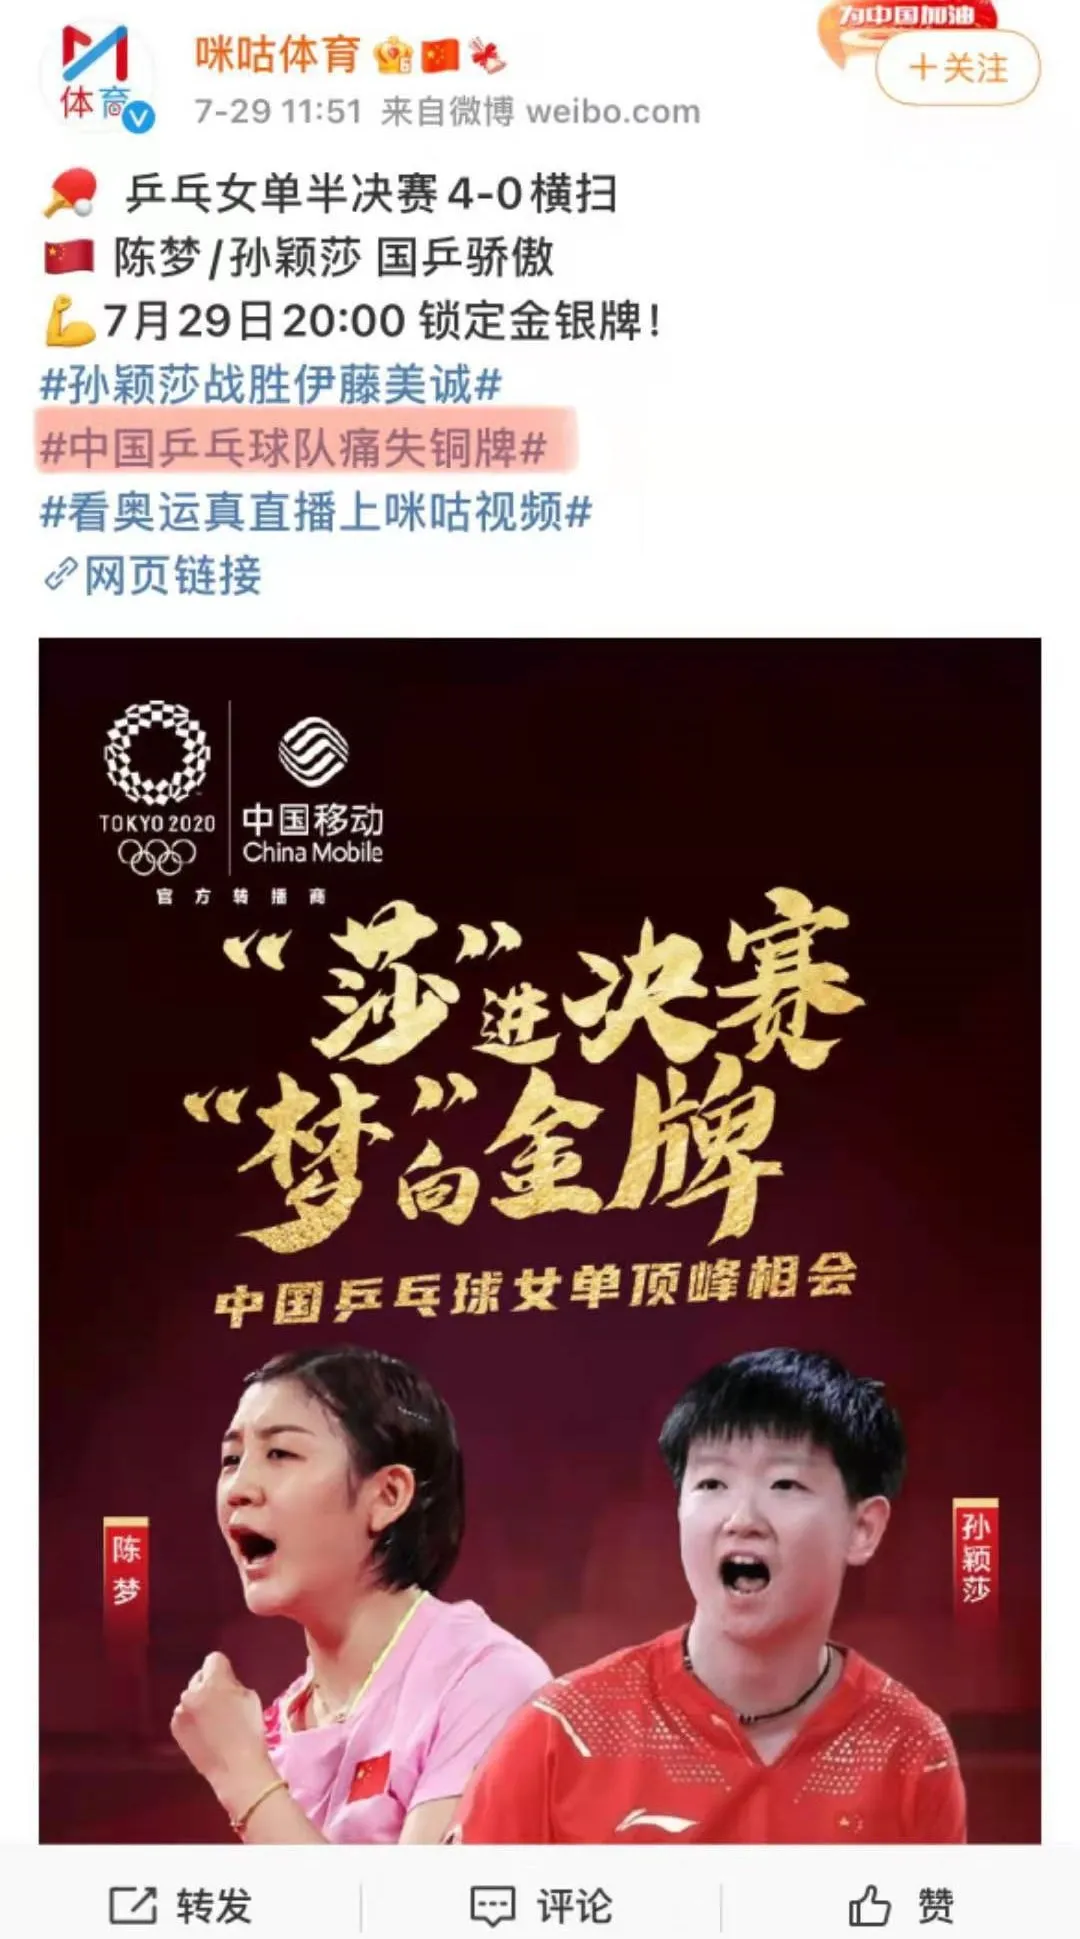 为中国加油
体育
咪咕体育
+关注
7-29 11:51 来自微博 weibo.com
乒乓女单半决赛4-0横扫
陈梦/孙颖莎 国乒骄傲
7月29日20:00 锁定金银牌!
#孙颖莎战胜伊藤美诚#
#中国乒乓球队痛失铜牌#
#看奥运真直播上咪咕视频#
网页链接
TOKYO 2020
中国移动
China Mobile
官方转播商
“莎”进决赛
“梦”向金牌
中国乒乓球女单顶峰相会
陈梦
孙颖莎
转发
评论
赞